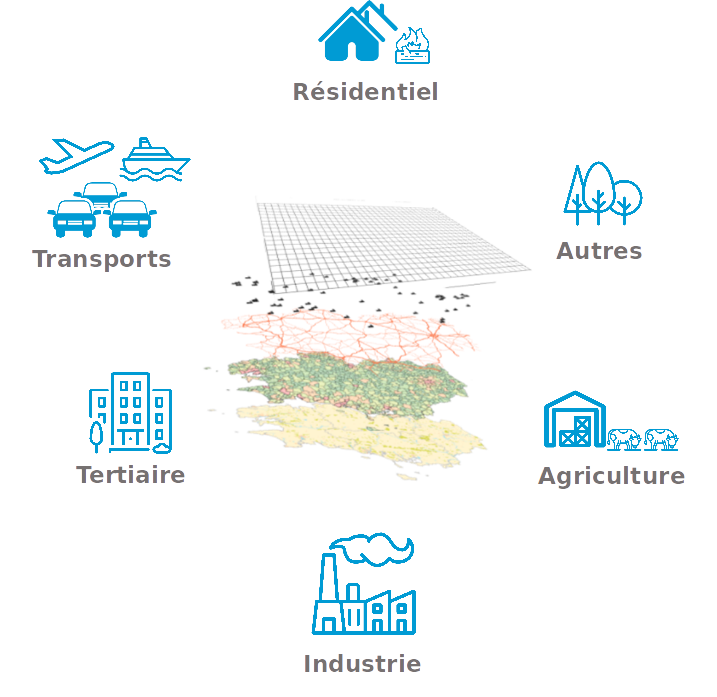 Résidentiel
Transports
Autres
Tertiaire
Agriculture
Industrie